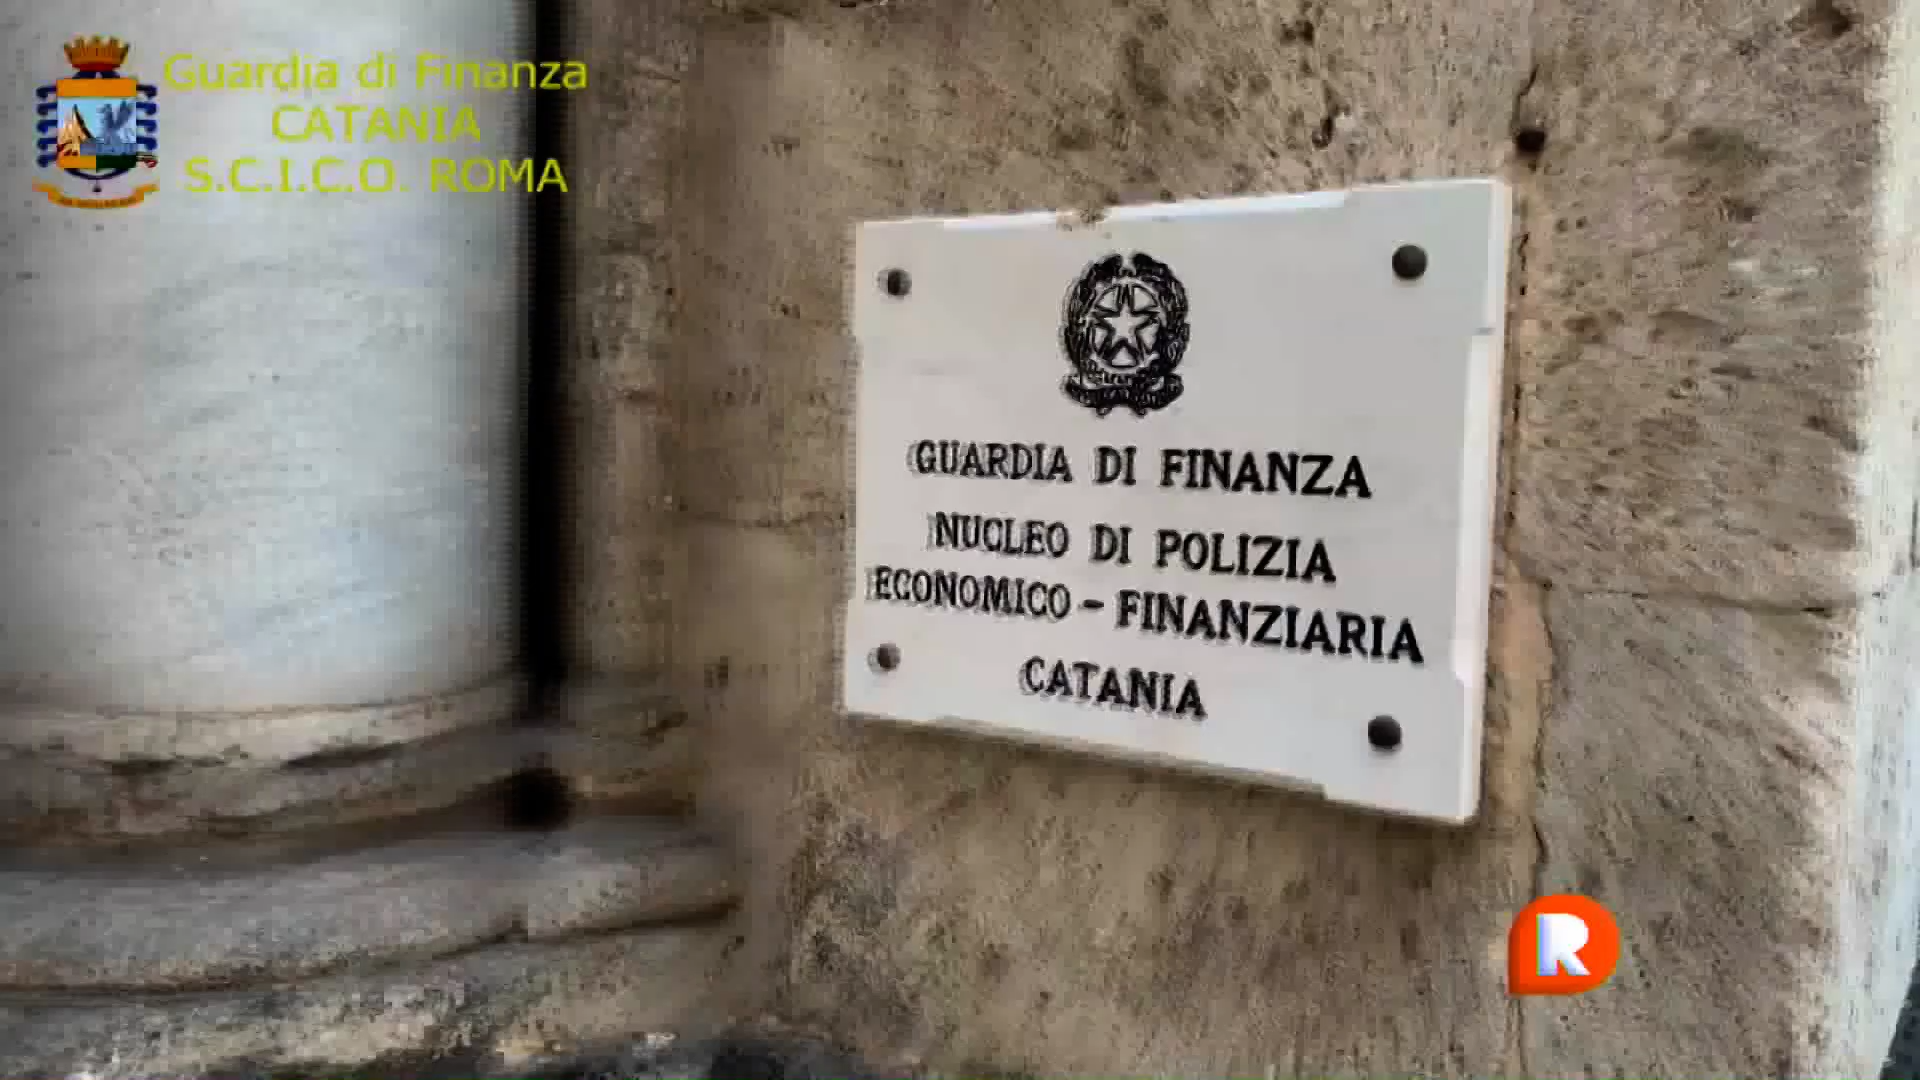 Guardia di Finanza
CATANIA
S.C.I.C.O. ROMA
GUARDIA DI FINANZA
NUCLEO DI POLIZIA
ECONOMICO - FINANZIARIA
CATANIA
R